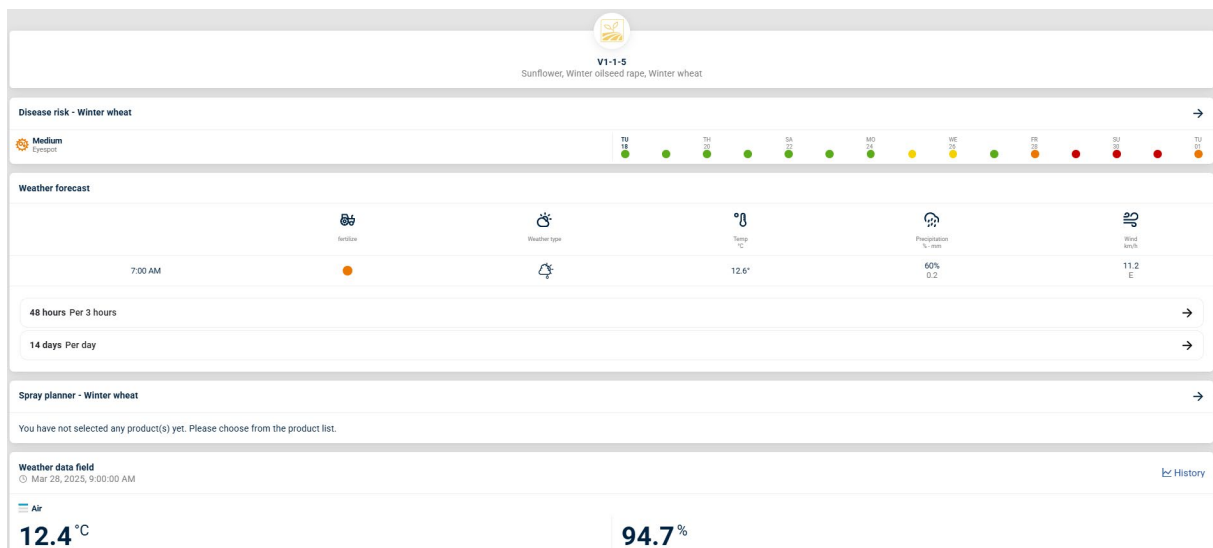 V1-1-5
Sunflower, Winter oilseed rape, Winter wheat
Disease risk - Winter wheat
Medium
Eyespot
TU TH SA MO WE FR SU TU
18 20 22 24 26 28 30 01
Weather forecast
fertilize Weather type Temp Precipitation Wind
°C % - mm km/h
7:00 AM 12.6° 60% 11.2
0.2 E
48 hours Per 3 hours
14 days Per day
Spray planner - Winter wheat
You have not selected any product(s) yet. Please choose from the product list.
Weather data field
Mar 28, 2025, 9:00:00 AM
History
Air
12.4 °C 94.7 %